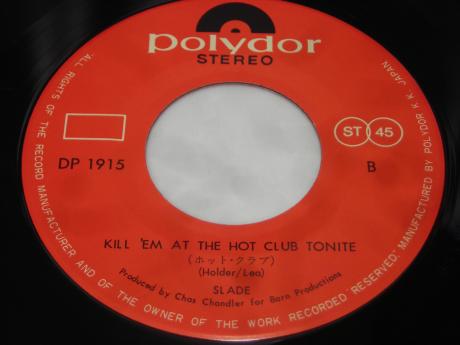 polydor
STEREO
ST 45
DP 1915
B
KILL 'EM AT THE HOT CLUB TONITE
(ホット・クラブ)
(Holder/Lea)
SLADE
Produced by Chas Chandler for Barn Productions
"ALL RIGHTS OF THE RECORD MANUFACTURER AND OF THE OWNER OF THE WORK RECORDED RESERVED." MANUFACTURED BY POLYDOR K.K. JAPAN